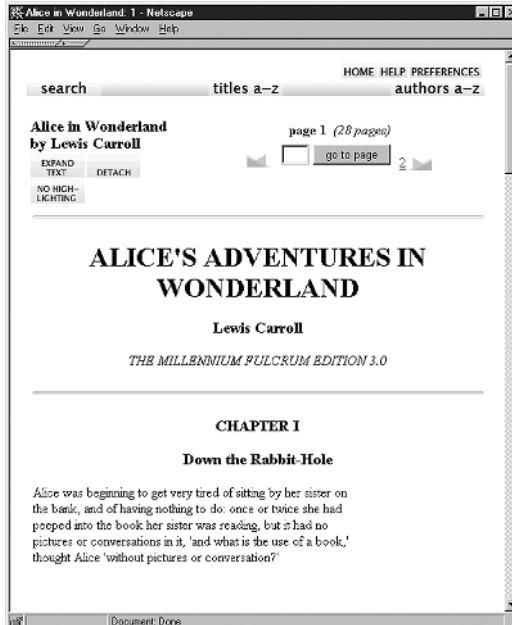 Alice in Wonderland: 1 - Netscape
File Edit View Go Window Help
HOME HELP PREFERENCES
search titles a–z authors a–z
Alice in Wonderland
by Lewis Carroll
page 1 (28 pages)
go to page 2
EXPAND
TEXT
DETACH
NO HIGH–
LIGHTING
ALICE'S ADVENTURES IN
WONDERLAND
Lewis Carroll
THE MILLENNIUM FULCRUM EDITION 3.0
CHAPTER I
Down the Rabbit-Hole
Alice was beginning to get very tired of sitting by her sister on
the bank, and of having nothing to do: once or twice she had
peeped into the book her sister was reading, but it had no
pictures or conversations in it, 'and what is the use of a book,'
thought Alice 'without pictures or conversation?'
Document: Done